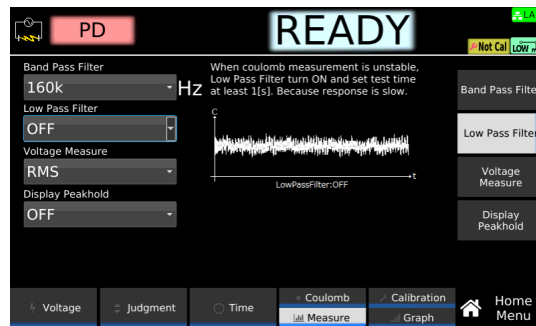 PD
READY
LA
Not Cal
LOW
Band Pass Filter
160k
Hz
Low Pass Filter
OFF
Voltage Measure
RMS
Display Peakhold
OFF
When coulomb measurement is unstable,
Low Pass Filter turn ON and set test time
at least 1[s]. Because response is slow.
C
t
LowPassFilter:OFF
Band Pass Filte
Low Pass Filter
Voltage
Measure
Display
Peakhold
Voltage
Judgment
Time
Coulomb
Measure
Calibration
Graph
Home
Menu